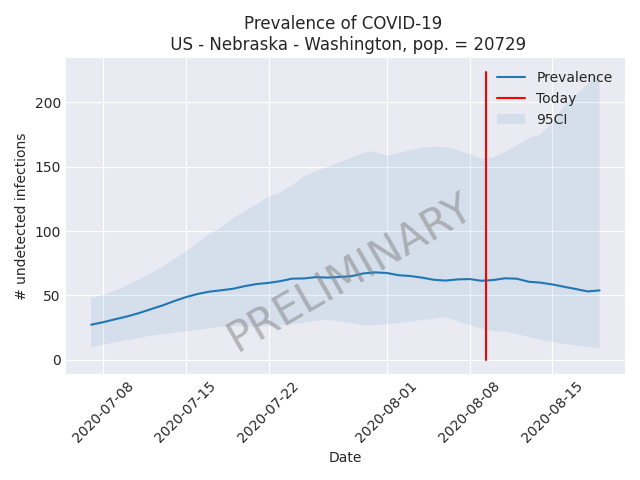 Prevalence of COVID-19
US - Nebraska - Washington, pop. = 20729
# undetected infections
200
150
100
50
0
Prevalence
Today
95CI
PRELIMINARY
2020-07-08
2020-07-15
2020-07-22
2020-08-01
2020-08-08
2020-08-15
Date